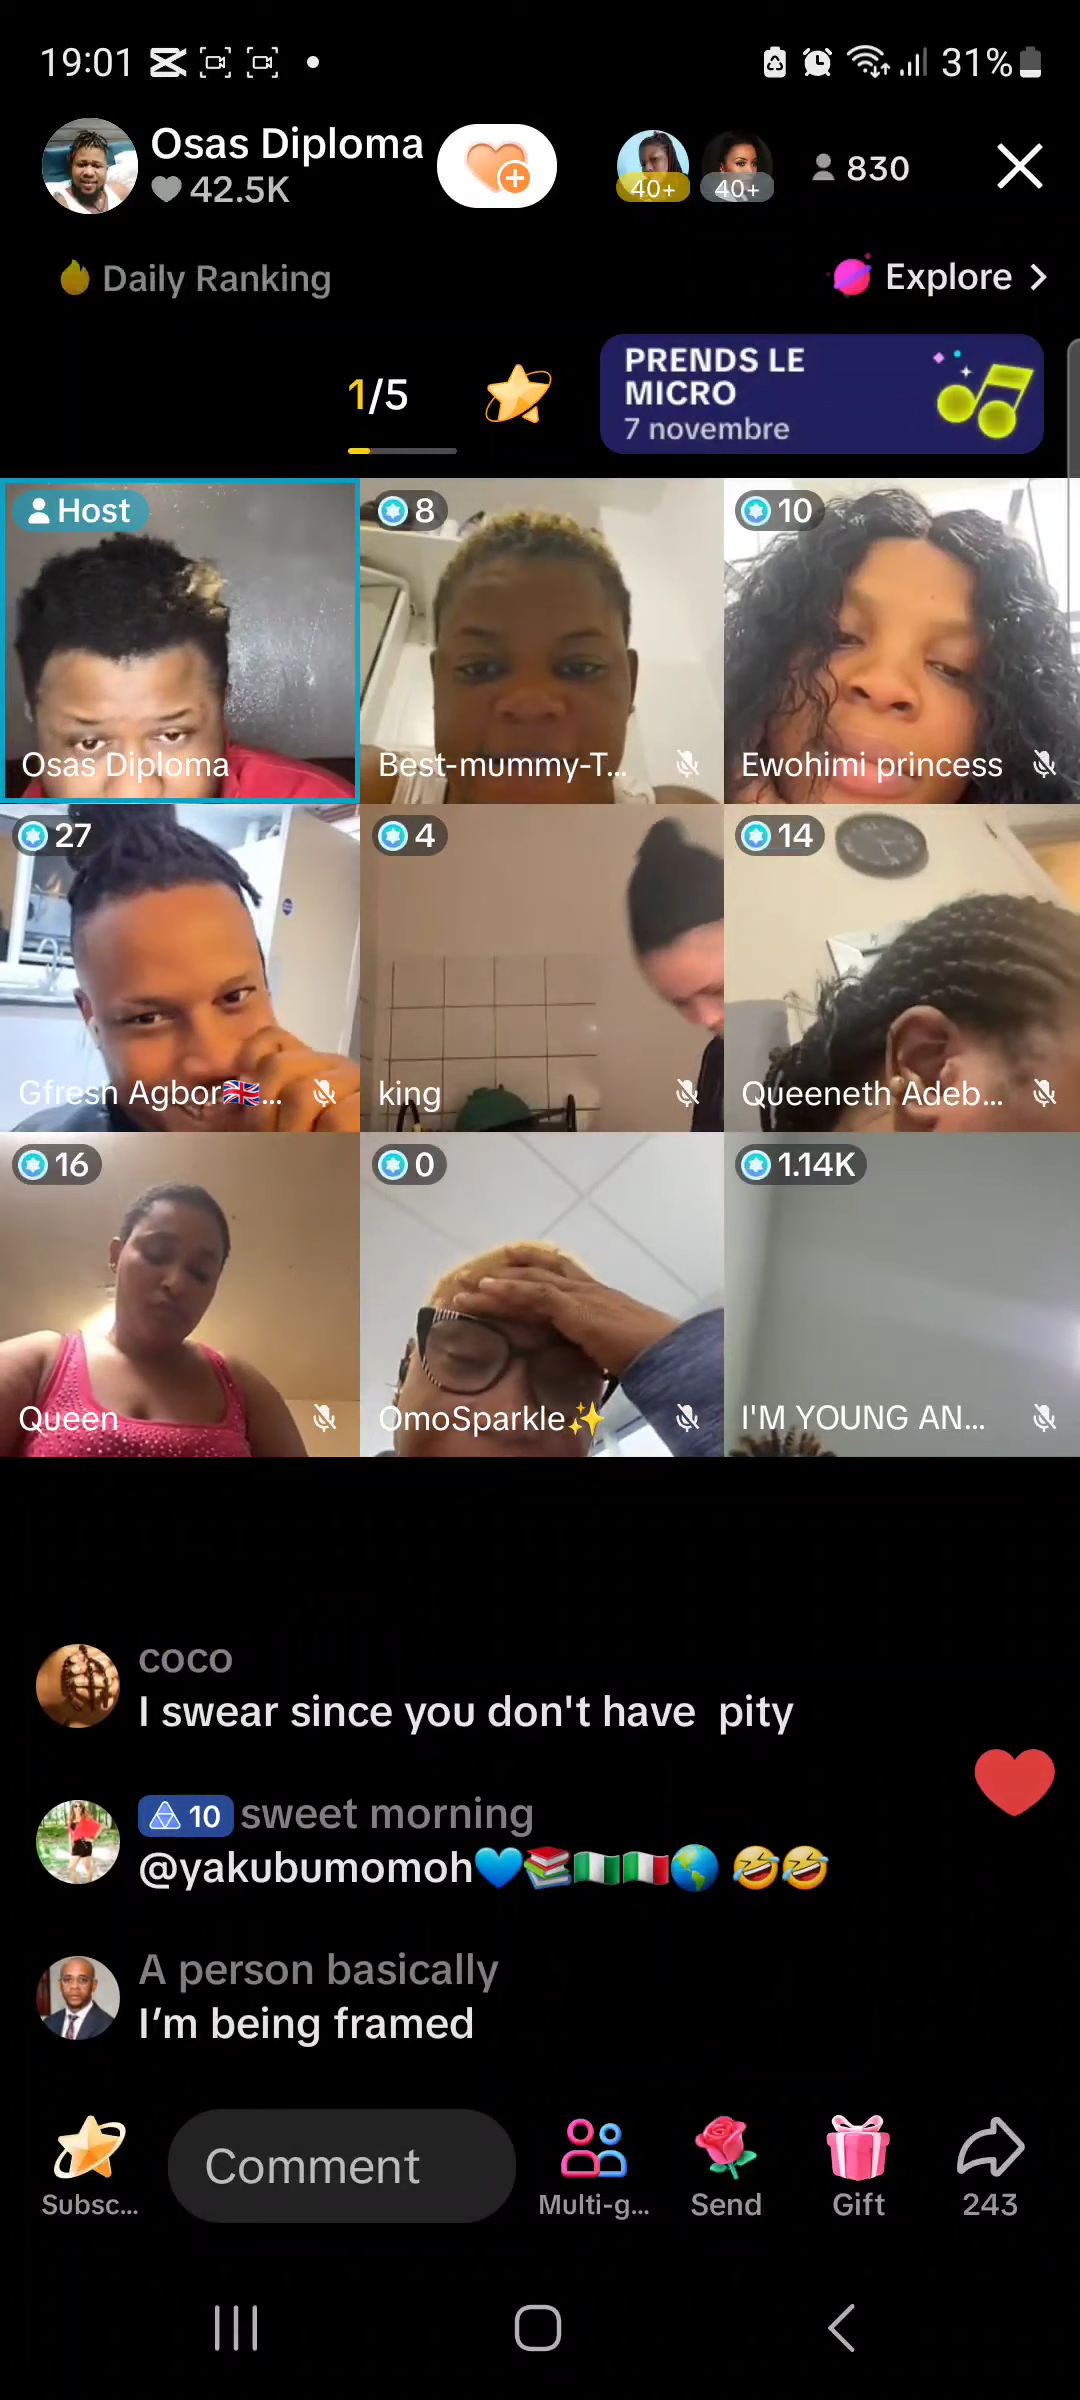 19:01
31%
Osas Diploma
42.5K
40+
40+
830
Daily Ranking
Explore
1/5
PRENDS LE
MICRO
7 novembre
Host
8
10
Osas Diploma
Best-mummy-T...
Ewohimi princess
27
4
14
Gfresh Agbor🇬🇧...
king
Queeneth Adeb...
16
0
1.14K
Queen
OmoSparkle✨
I'M YOUNG AN...
coco
I swear since you don't have  pity
10 sweet morning
@yakubumomoh💙📚🇳🇬🇮🇹🌎 🤣🤣
A person basically
I’m being framed
Subsc...
Comment
Multi-g...
Send
Gift
243